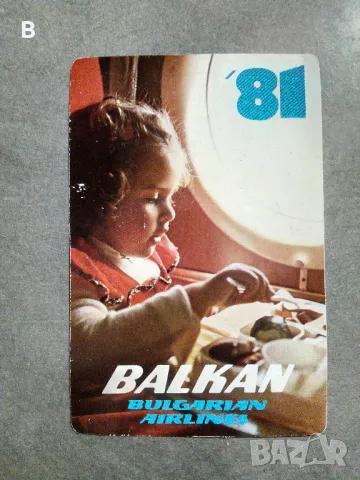 B
'81
BALKAN
BULGARIAN
AIRLINES
BAZAR